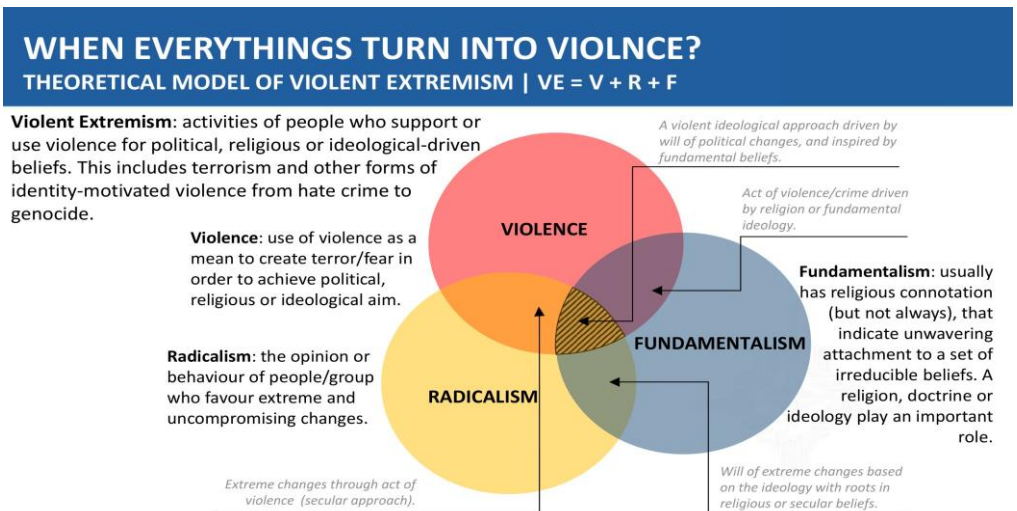 WHEN EVERYTHINGS TURN INTO VIOLNCE?
THEORETICAL MODEL OF VIOLENT EXTREMISM | VE = V + R + F
Violent Extremism: activities of people who support or
use violence for political, religious or ideological-driven
beliefs. This includes terrorism and other forms of
identity-motivated violence from hate crime to
genocide.
A violent ideological approach driven by
will of political changes, and inspired by
fundamental beliefs.
Act of violence/crime driven
by religion or fundamental
ideology.
VIOLENCE
Violence: use of violence as a
mean to create terror/fear in
order to achieve political,
religious or ideological aim.
Fundamentalism: usually
has religious connotation
(but not always), that
indicate unwavering
attachment to a set of
irreducible beliefs. A
religion, doctrine or
ideology play an important
role.
FUNDAMENTALISM
Radicalism: the opinion or
behaviour of people/group
who favour extreme and
uncompromising changes.
RADICALISM
Extreme changes through act of
violence (secular approach).
Will of extreme changes based
on the ideology with roots in
religious or secular beliefs.